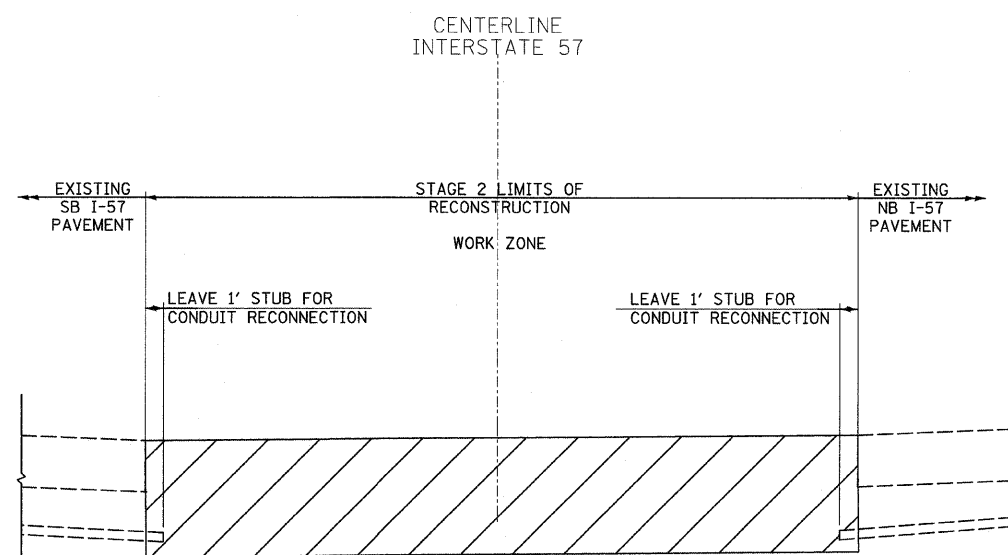 CENTERLINE
INTERSTATE 57
EXISTING
SB I-57
PAVEMENT
STAGE 2 LIMITS OF
RECONSTRUCTION
EXISTING
NB I-57
PAVEMENT
WORK ZONE
LEAVE 1' STUB FOR
CONDUIT RECONNECTION
LEAVE 1' STUB FOR
CONDUIT RECONNECTION